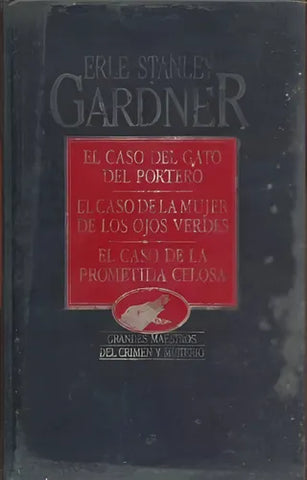 ERLE STANLEY
GARDNER
EL CASO DEL GATO
DEL PORTERO
EL CASO DE LA MUJER
DE LOS OJOS VERDES
EL CASO DE LA
PROMETIDA CELOSA
GRANDES MAESTROS
DEL CRIMEN Y MISTERIO